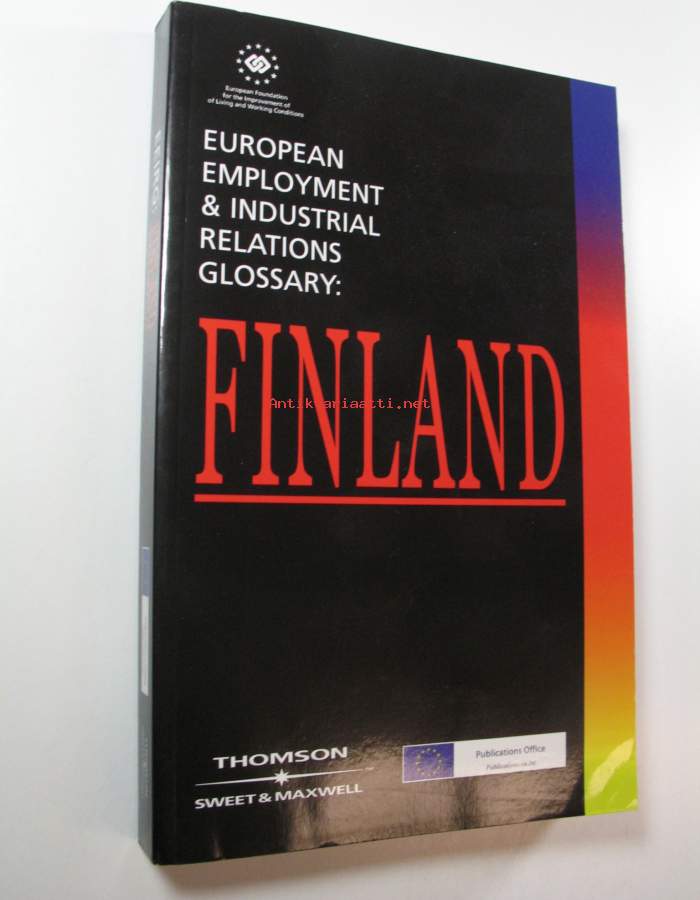 European Foundation
for the Improvement of
of Living and Working Conditions
EUROPEAN
EMPLOYMENT
& INDUSTRIAL
RELATIONS
GLOSSARY:
FINLAND
Antikvariaatti.net
THOMSON
SWEET & MAXWELL
Publications Office